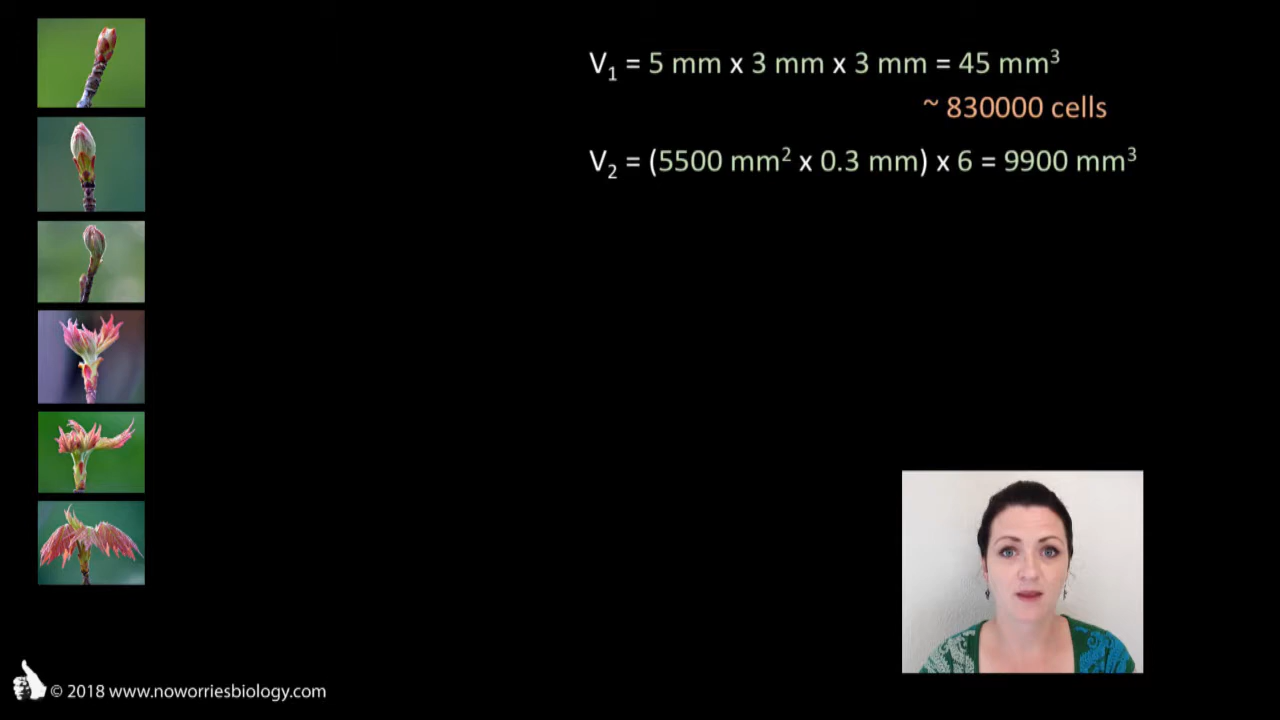 V₁ = 5 mm x 3 mm x 3 mm = 45 mm³
~ 830000 cells
V₂ = (5500 mm² x 0.3 mm) x 6 = 9900 mm³
© 2018 www.noworriesbiology.com